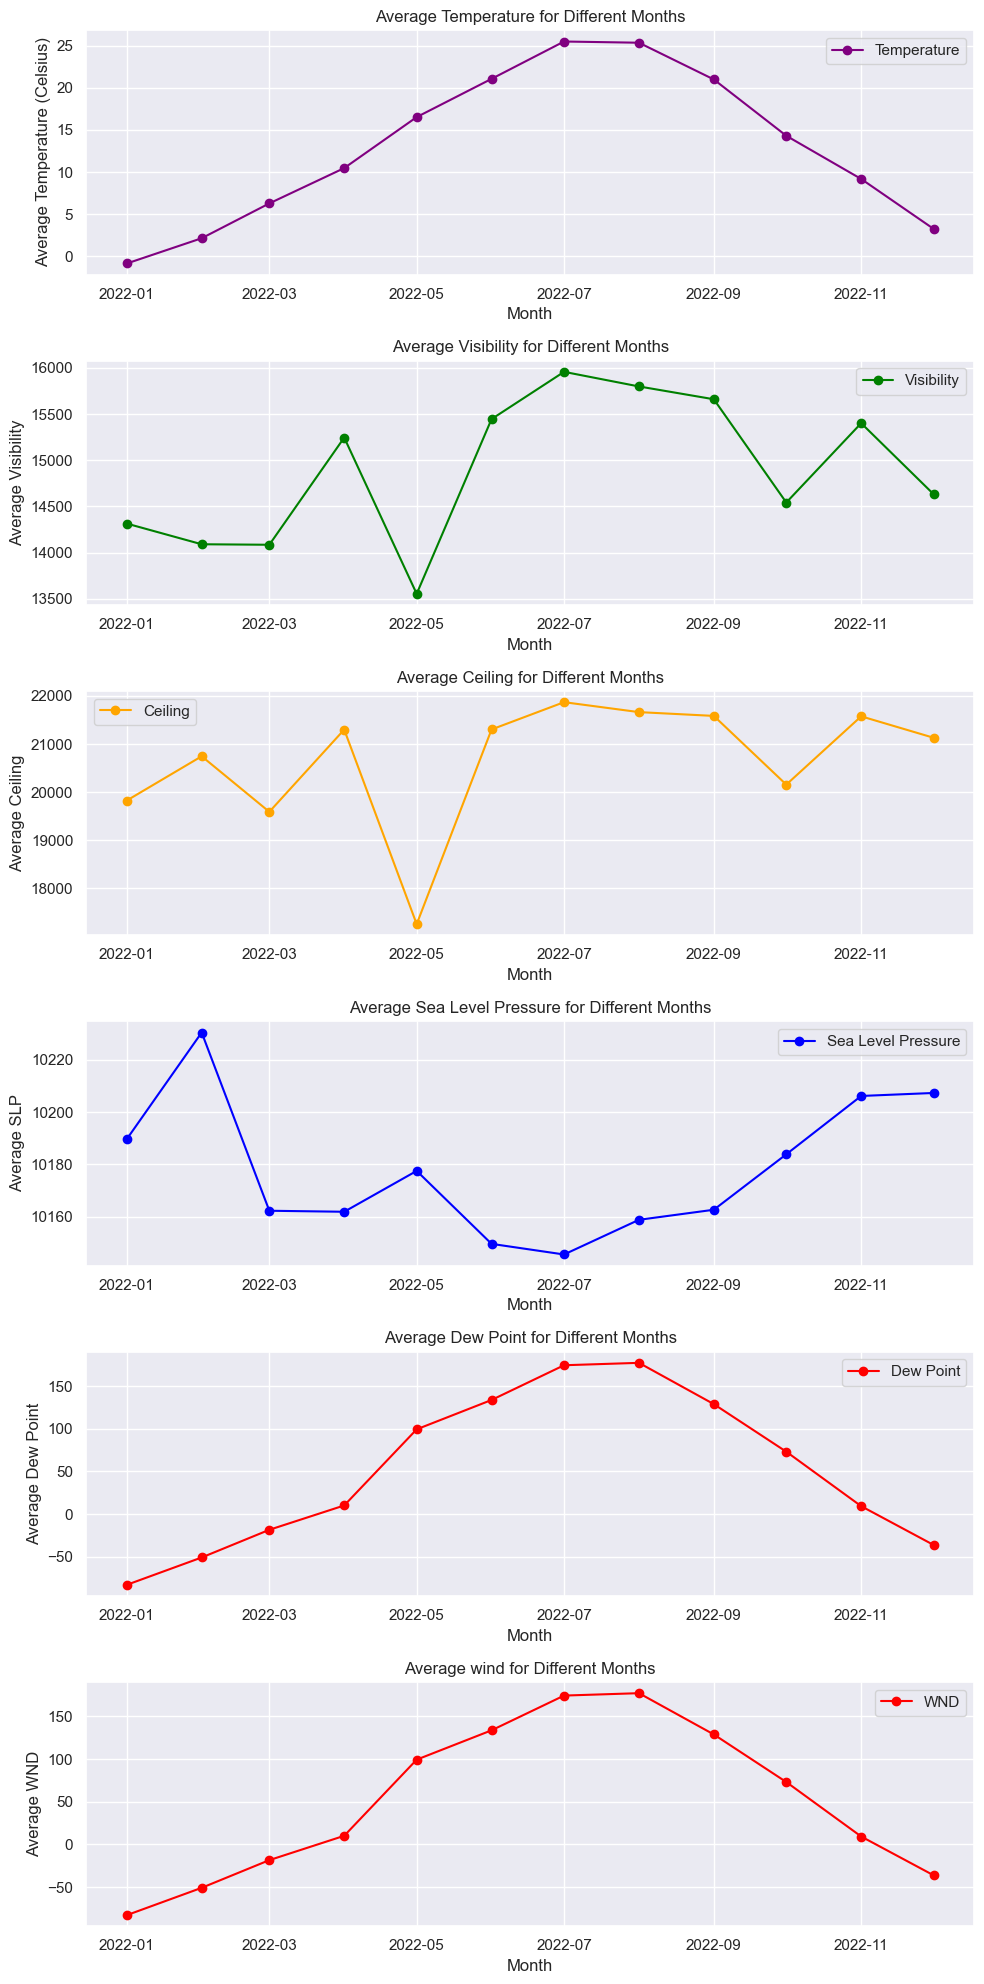 Average Temperature for Different Months
Temperature
Average Temperature (Celsius)
25
20
15
10
5
0
2022-01 2022-03 2022-05 2022-07 2022-09 2022-11
Month
Average Visibility for Different Months
Visibility
Average Visibility
16000
15500
15000
14500
14000
13500
2022-01 2022-03 2022-05 2022-07 2022-09 2022-11
Month
Average Ceiling for Different Months
Ceiling
Average Ceiling
22000
21000
20000
19000
18000
2022-01 2022-03 2022-05 2022-07 2022-09 2022-11
Month
Average Sea Level Pressure for Different Months
Sea Level Pressure
Average SLP
10220
10200
10180
10160
2022-01 2022-03 2022-05 2022-07 2022-09 2022-11
Month
Average Dew Point for Different Months
Dew Point
Average Dew Point
150
100
50
0
−50
2022-01 2022-03 2022-05 2022-07 2022-09 2022-11
Month
Average wind for Different Months
WND
Average WND
150
100
50
0
−50
2022-01 2022-03 2022-05 2022-07 2022-09 2022-11
Month